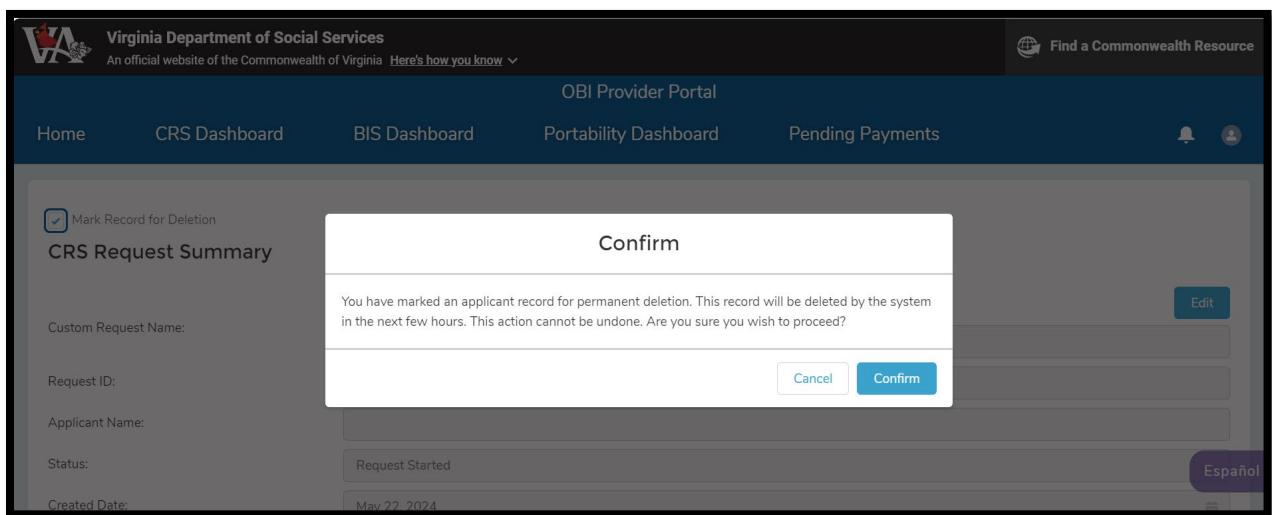 VA
Virginia Department of Social Services
An official website of the Commonwealth of Virginia Here's how you know
Find a Commonwealth Resource
OBI Provider Portal
Home CRS Dashboard BIS Dashboard Portability Dashboard Pending Payments
Mark Record for Deletion
CRS Request Summary
Confirm
You have marked an applicant record for permanent deletion. This record will be deleted by the system
in the next few hours. This action cannot be undone. Are you sure you wish to proceed?
Cancel Confirm
Edit
Custom Request Name:
Request ID:
Applicant Name:
Status: Request Started
Español
Created Date: May 22, 2024